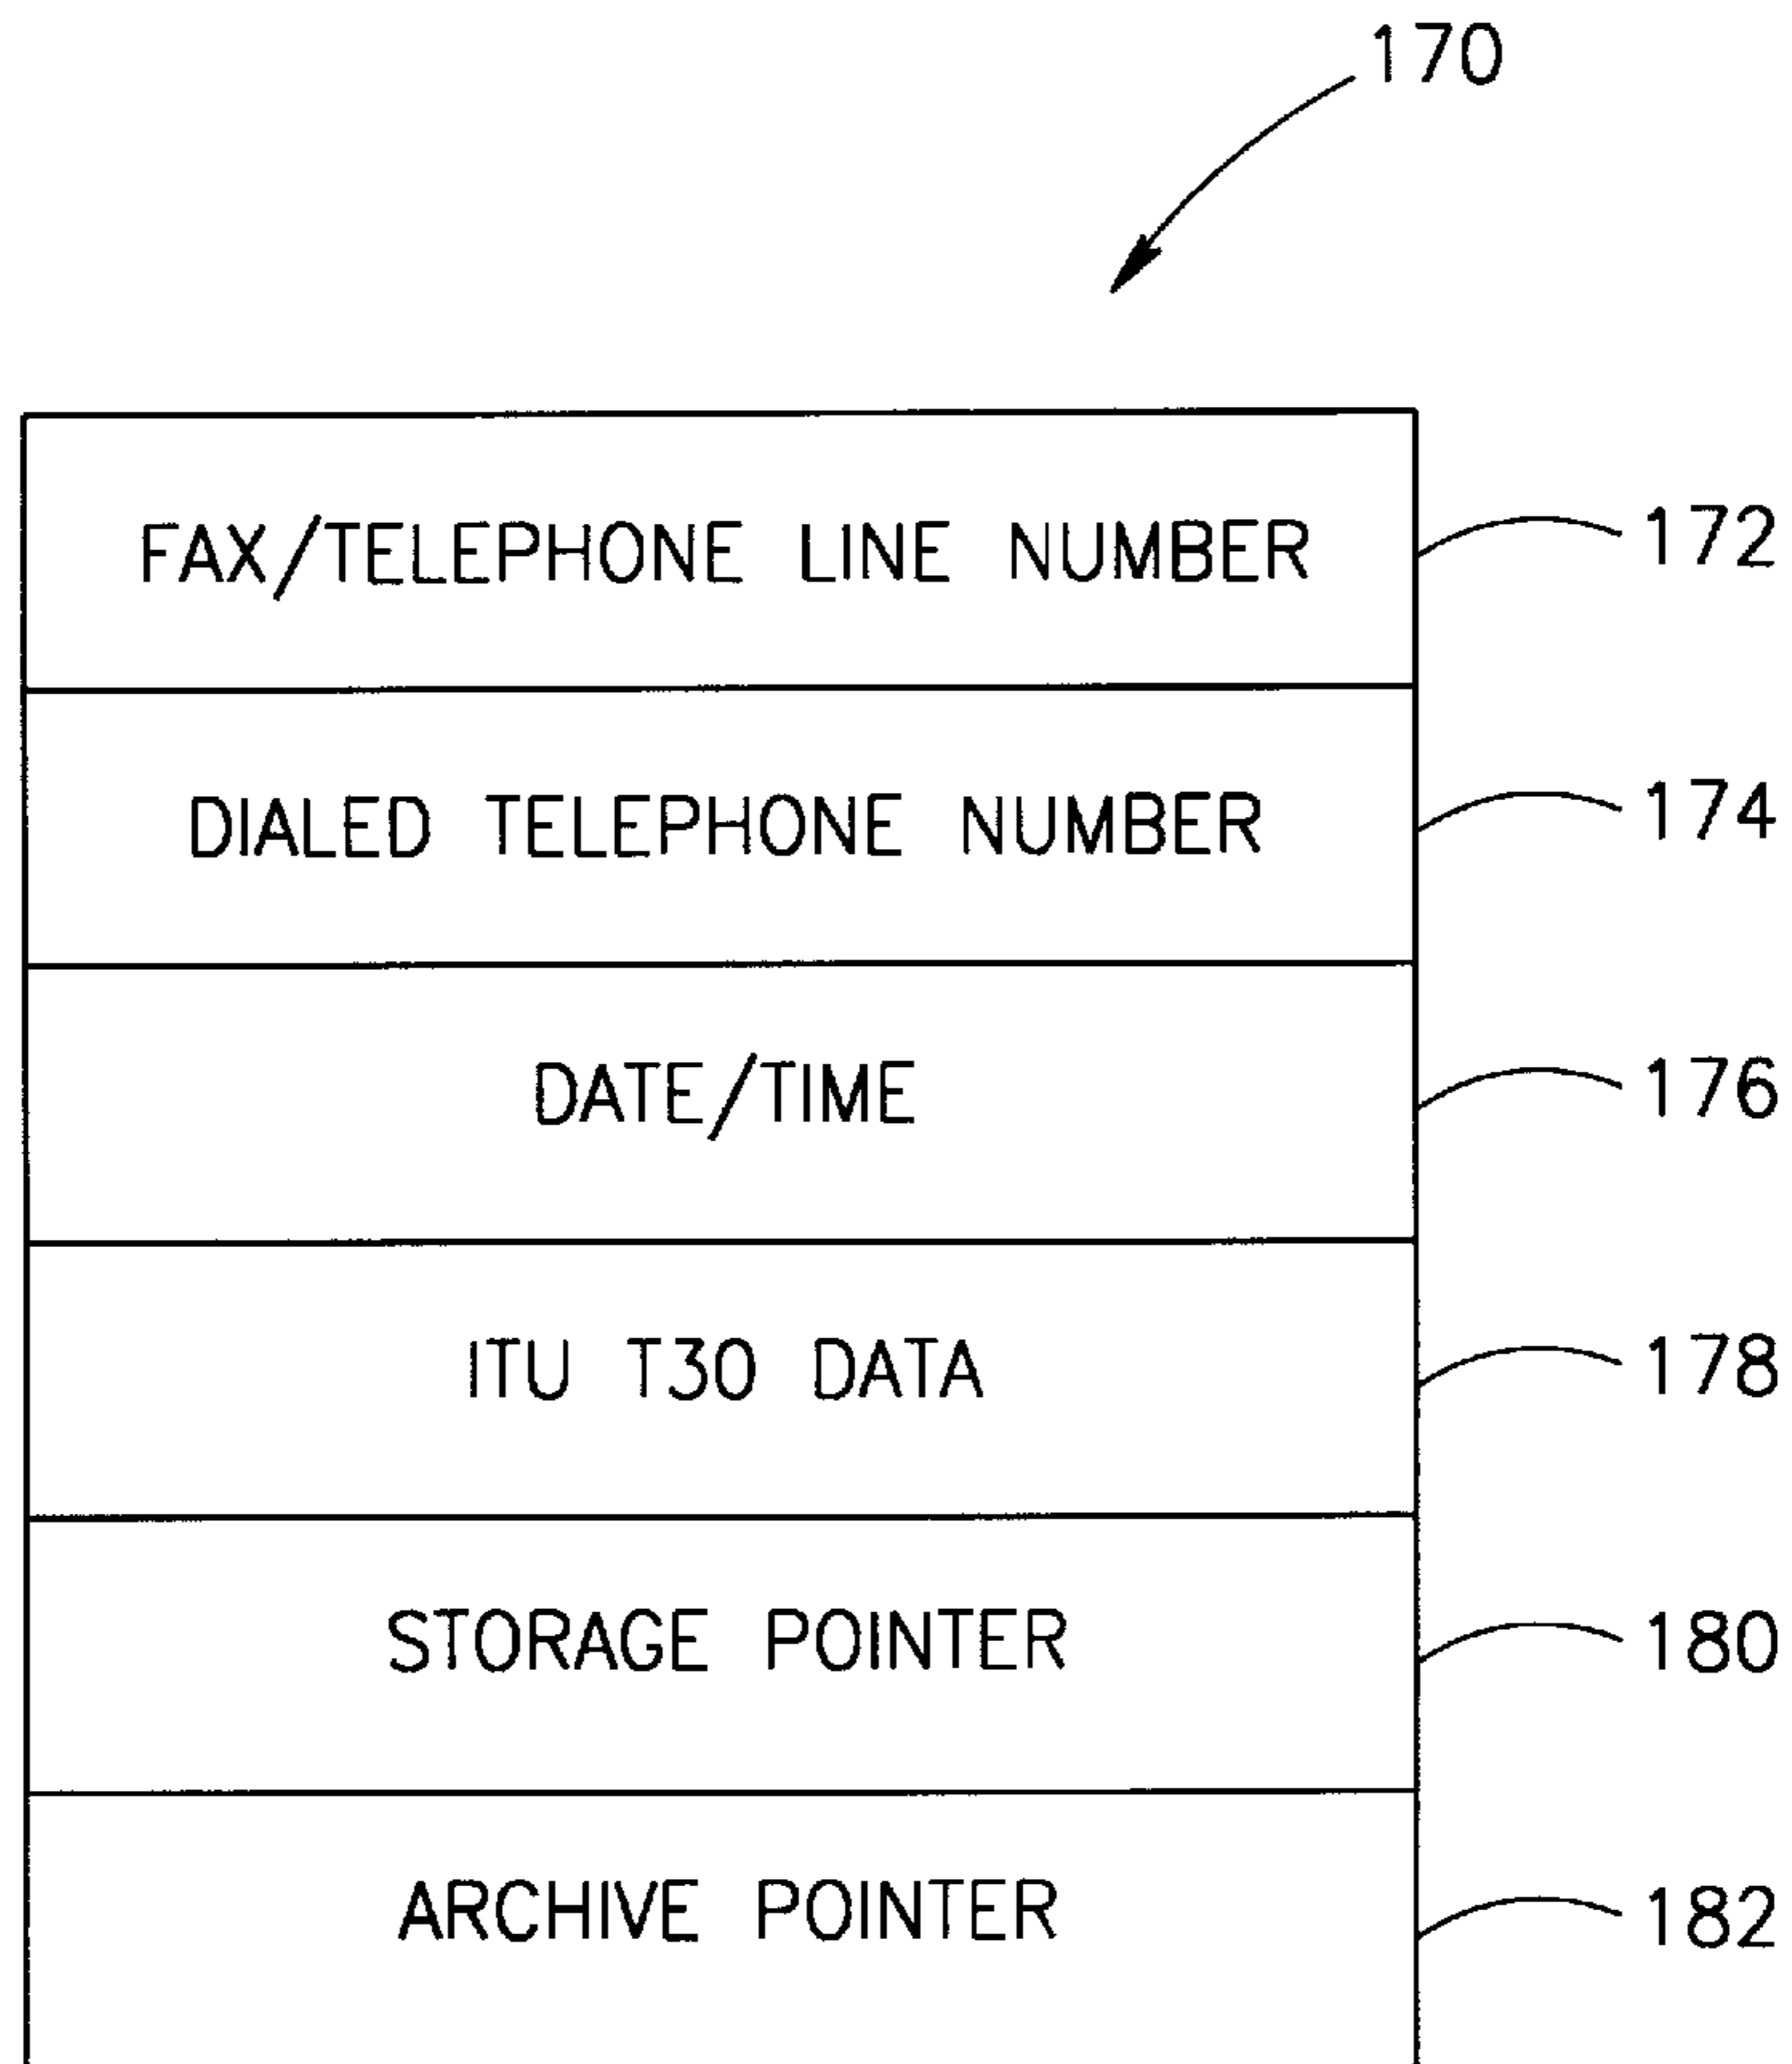 170
FAX/TELEPHONE LINE NUMBER 172
DIALED TELEPHONE NUMBER 174
DATE/TIME 176
ITU T30 DATA 178
STORAGE POINTER 180
ARCHIVE POINTER 182